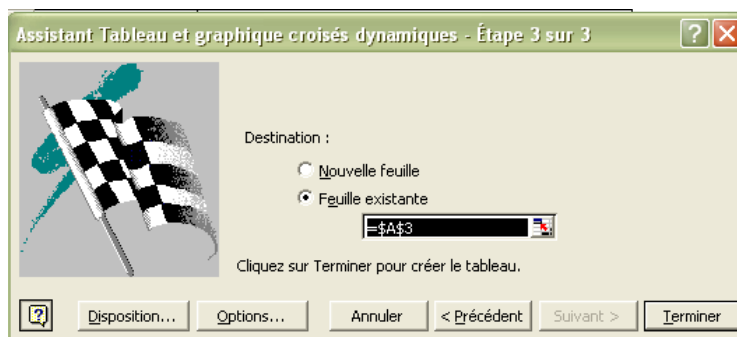 Assistant Tableau et graphique croisés dynamiques - Étape 3 sur 3
Destination :
Nouvelle feuille
Feuille existante
=$A$3
Cliquez sur Terminer pour créer le tableau.
Disposition... Options... Annuler < Précédent Suivant > Terminer